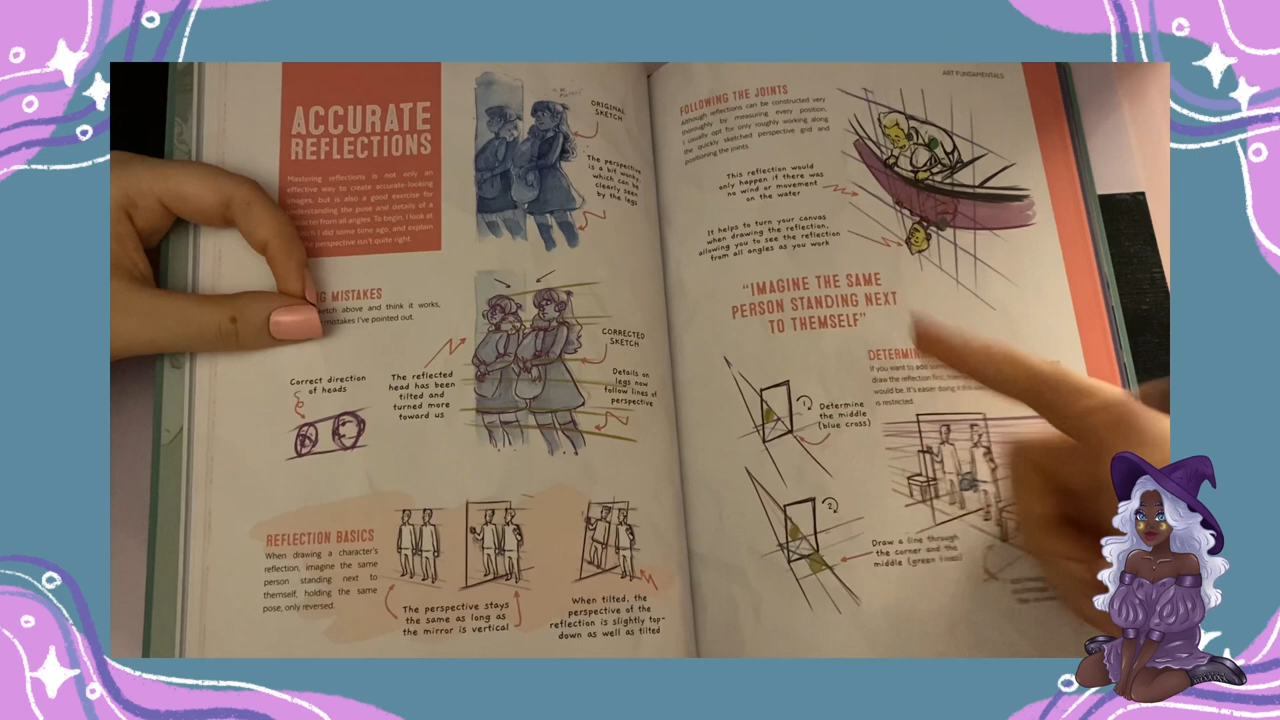 ACCURATE
REFLECTIONS
Mastering reflections is not only an
effective way to create accurate-looking
images, but is also a good exercise for
understanding the pose and details of a
from all angles. To begin, I look at
I did some time ago, and explain
perspective isn't quite right.
MISTAKES
above and think it works,
mistakes I've pointed out.
ORIGINAL
SKETCH
The perspective
is a bit wonky,
which can be
clearly seen
by the legs
Correct direction
of heads
The reflected
head has been
tilted and
turned more
toward us
CORRECTED
SKETCH
Details on
legs now
follow lines of
perspective
REFLECTION BASICS
When drawing a character's
reflection, imagine the same
person standing next to
themself, holding the same
pose, only reversed.
The perspective stays
the same as long as
the mirror is vertical
When tilted, the
perspective of the
reflection is slightly top-
down as well as tilted
ART FUNDAMENTALS
FOLLOWING THE JOINTS
Although reflections can be constructed very
thoroughly by measuring every position,
I usually opt for only roughly working along
the quickly sketched perspective grid and
positioning the joints.
This reflection would
only happen if there was
no wind or movement
on the water
It helps to turn your canvas
when drawing the reflection,
allowing you to see the reflection
from all angles as you work
"IMAGINE THE SAME
PERSON STANDING NEXT
TO THEMSELF"
If you want to add
draw the reflection first,
would be. It's easier doing it this
is restricted.
1
Determine
the middle
(blue cross)
2
Draw a line through
the corner and the
middle (green lines)